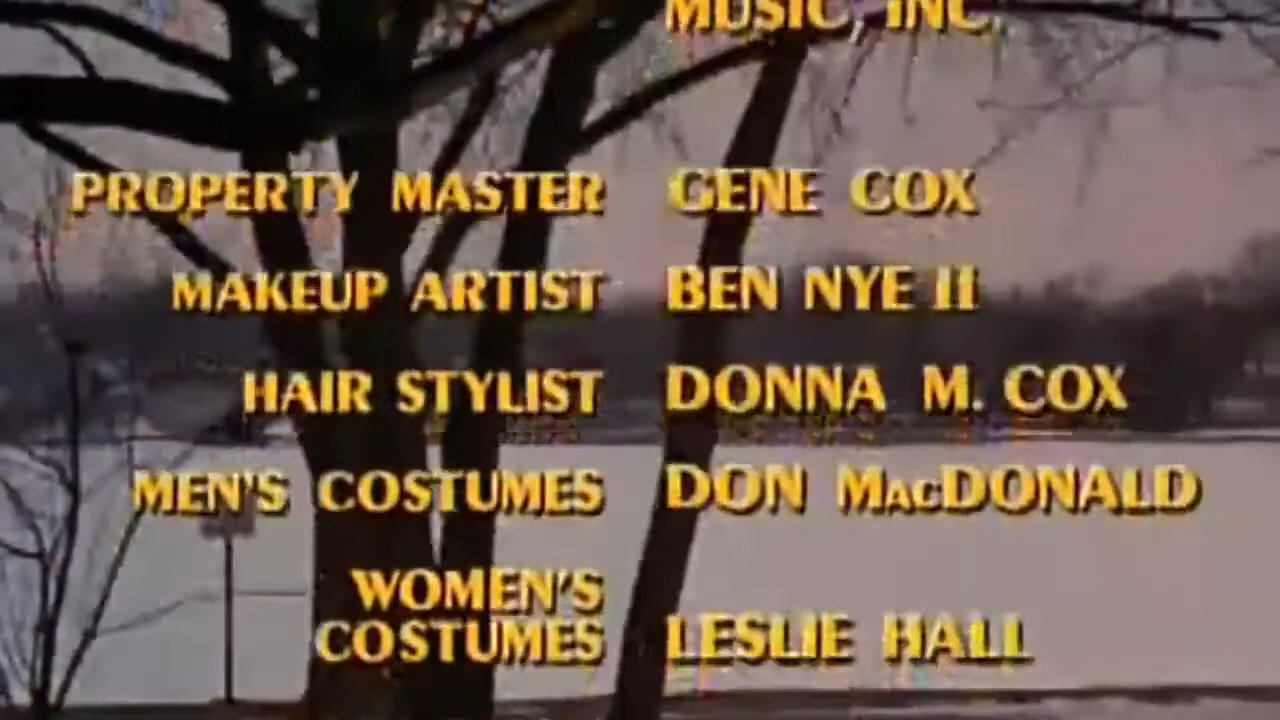 MUSIC, INC.
PROPERTY MASTER GENE COX
MAKEUP ARTIST BEN NYE II
HAIR STYLIST DONNA M. COX
MEN'S COSTUMES DON MacDONALD
WOMEN'S
COSTUMES LESLIE HALL